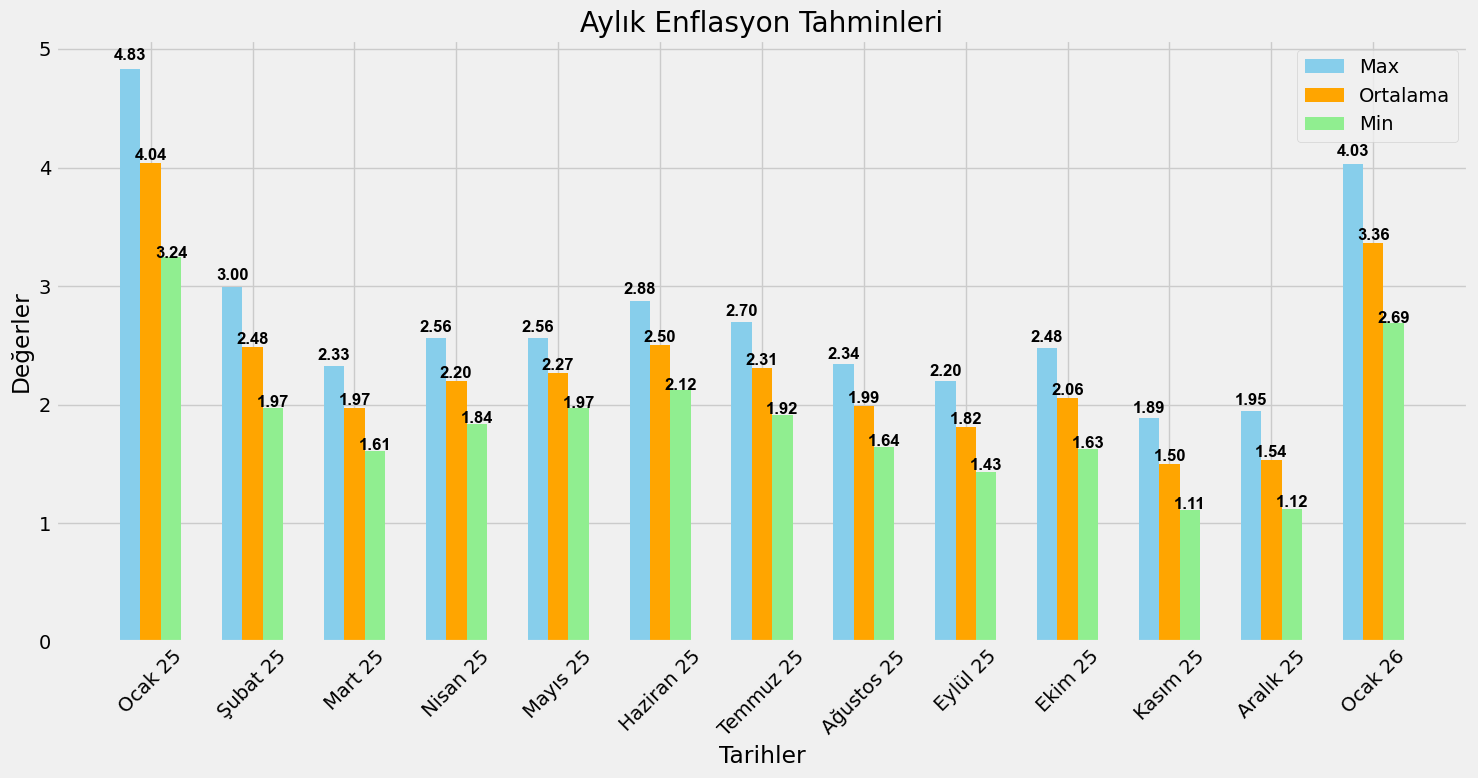 Aylık Enflasyon Tahminleri
Max
Ortalama
Min
Değerler
5
4
3
2
1
0
4.83 4.04 3.24
3.00 2.48 1.97
2.33 1.97 1.61
2.56 2.20 1.84
2.56 2.27 1.97
2.88 2.50 2.12
2.70 2.31 1.92
2.34 1.99 1.64
2.20 1.82 1.43
2.48 2.06 1.63
1.89 1.50 1.11
1.95 1.54 1.12
4.03 3.36 2.69
Ocak 25
Şubat 25
Mart 25
Nisan 25
Mayıs 25
Haziran 25
Temmuz 25
Ağustos 25
Eylül 25
Ekim 25
Kasım 25
Aralık 25
Ocak 26
Tarihler